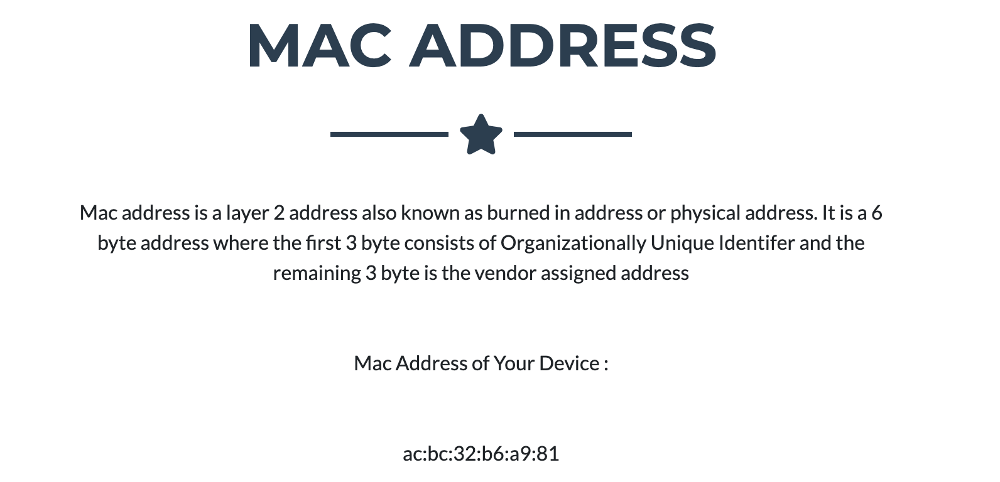 MAC ADDRESS
Mac address is a layer 2 address also known as burned in address or physical address. It is a 6
byte address where the first 3 byte consists of Organizationally Unique Identifer and the
remaining 3 byte is the vendor assigned address
Mac Address of Your Device :
ac:bc:32:b6:a9:81